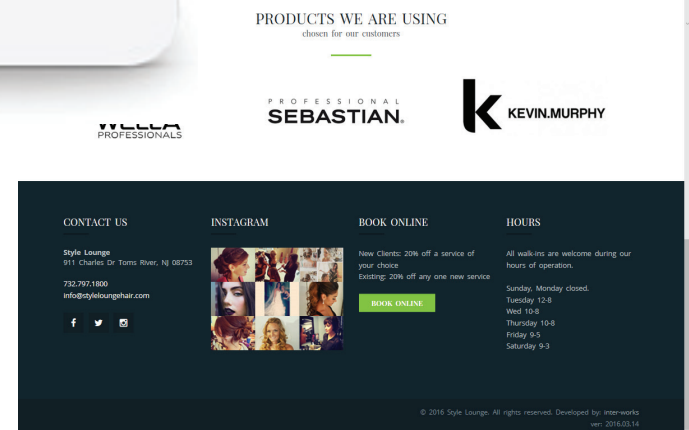 PRODUCTS WE ARE USING
chosen for our customers
WELLA
PROFESSIONALS
PROFESSIONAL
SEBASTIAN.
k KEVIN.MURPHY
CONTACT US
Style Lounge
911 Charles Dr Toms River, NJ 08753
732.797.1800
info@styleloungehair.com
INSTAGRAM
BOOK ONLINE
New Clients: 20% off a service of
your choice
Existing: 20% off any one new service
BOOK ONLINE
HOURS
All walk-ins are welcome during our
hours of operation.
Sunday, Monday closed.
Tuesday 12-8
Wed 10-8
Thursday 10-8
Friday 9-5
Saturday 9-3
© 2016 Style Lounge. All rights reserved. Developed by: inter-works
ver: 2016.03.14